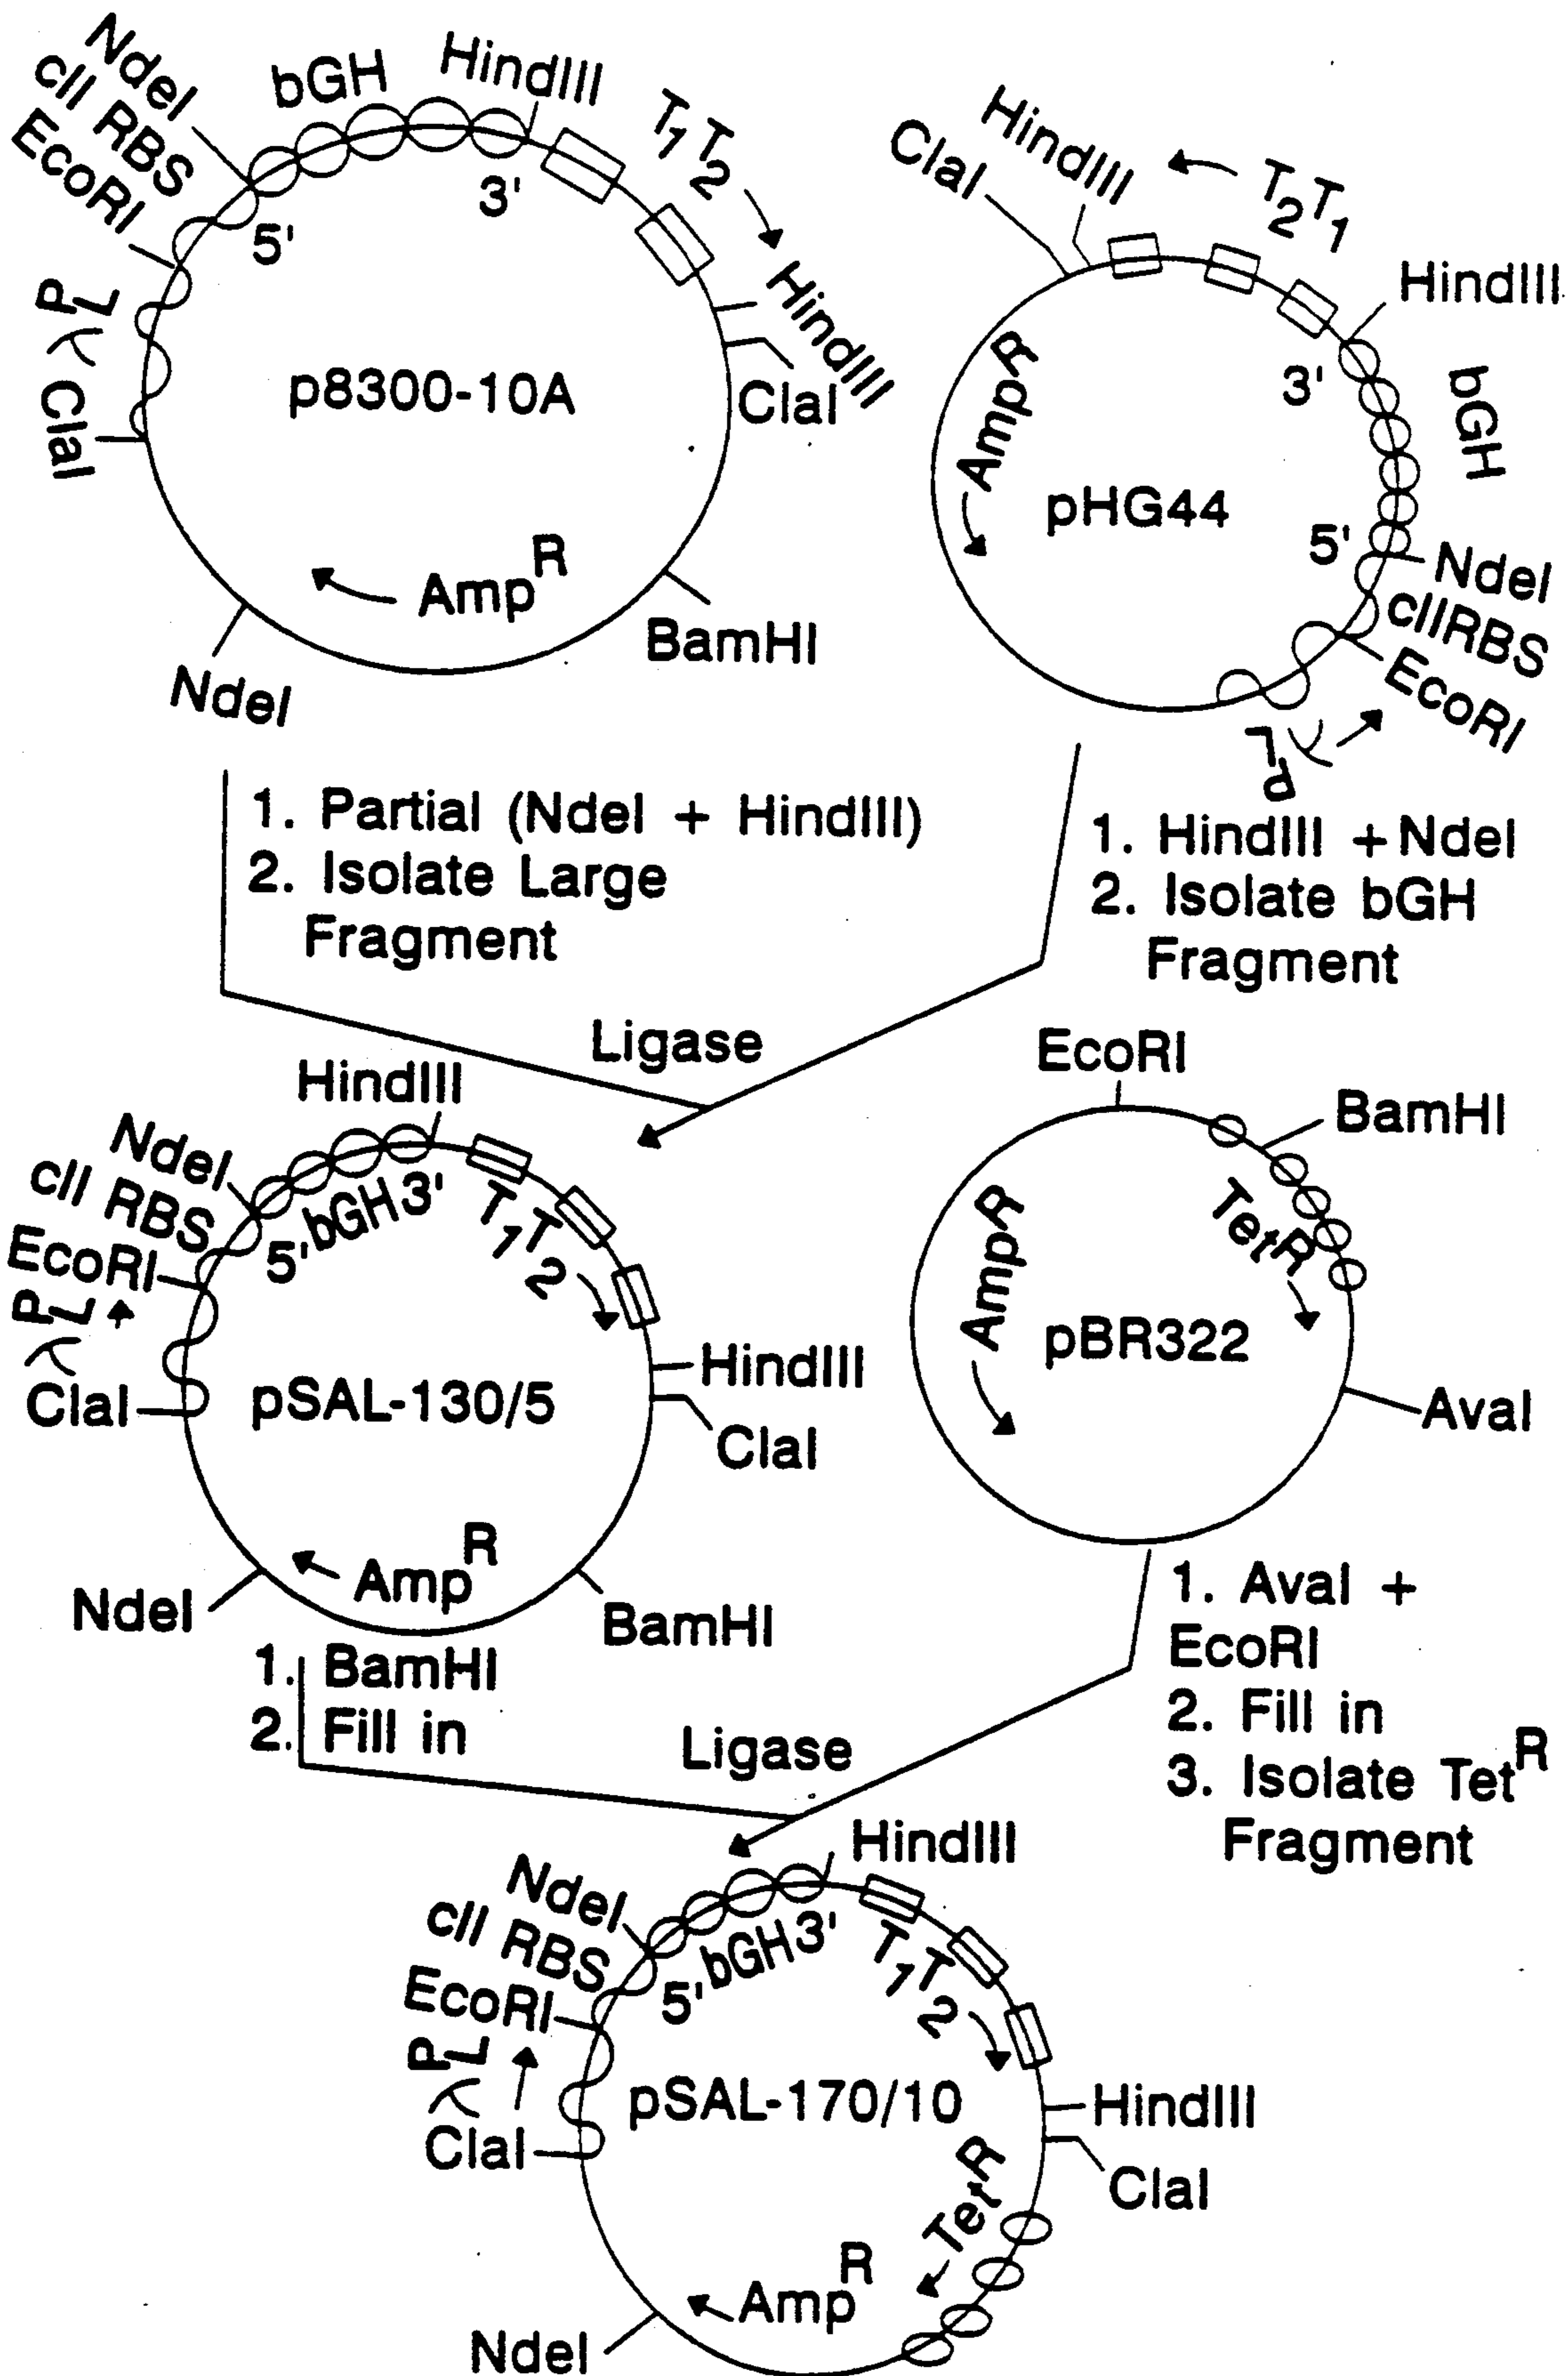 NdeI
cII RBS
EcoRI
bGH
HindIII
T1T2
HindIII
ClaI
5'
3'
λPL
ClaI
p8300-10A
AmpR
BamHI
NdeI
ClaI
HindIII
T2T1
HindIII
3'
bGH
AmpR
pHG44
5'
NdeI
cIIRBS
EcoRI
λPL
1. Partial (NdeI + HindIII)
2. Isolate Large
Fragment
1. HindIII + NdeI
2. Isolate bGH
Fragment
Ligase
HindIII
NdeI
cII RBS
EcoRI
5'
bGH
3'
T1T2
λPL
ClaI
pSAL-130/5
HindIII
ClaI
AmpR
NdeI
BamHI
EcoRI
BamHI
TetR
AmpR
pBR322
AvaI
1. BamHI
2. Fill in
1. AvaI +
EcoRI
2. Fill in
3. Isolate TetR
Fragment
Ligase
HindIII
NdeI
cII RBS
EcoRI
5'
bGH
3'
T1T2
λPL
ClaI
pSAL-170/10
HindIII
ClaI
TetR
AmpR
NdeI